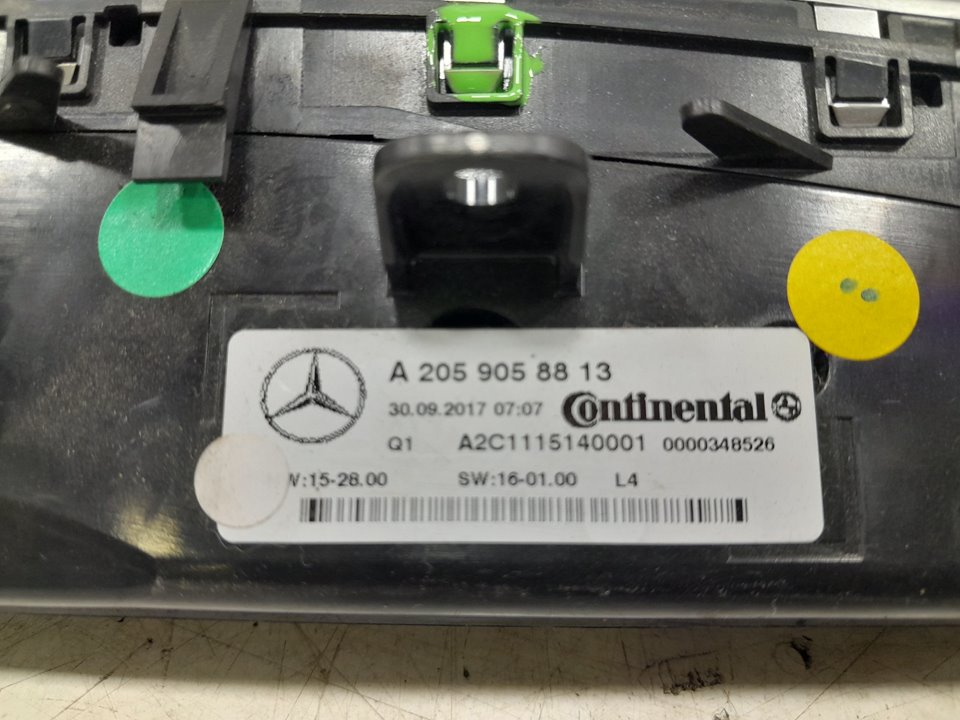 A 205 905 88 13
30.09.2017 07:07 Continental
Q1 A2C1115140001 0000348526
W:15-28.00 SW:16-01.00 L4